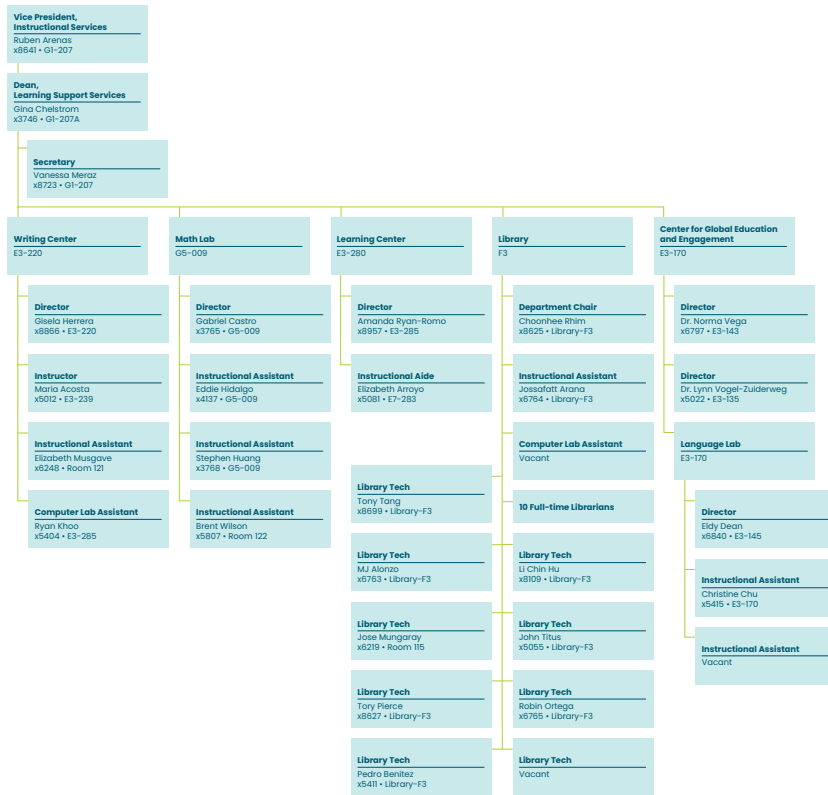 Vice President,
Instructional Services
Ruben Arenas
x8641 • G1-207
Dean,
Learning Support Services
Gina Chelstrom
x3746 • G1-207A
Secretary
Vanessa Meraz
x8723 • G1-207
Writing Center
E3-220
Director
Gisela Herrera
x8866 • E3-220
Instructor
Maria Acosta
x5012 • E3-239
Instructional Assistant
Elizabeth Musgave
x6248 • Room 121
Computer Lab Assistant
Ryan Khoo
x5404 • E3-285
Math Lab
G5-009
Director
Gabriel Castro
x3765 • G5-009
Instructional Assistant
Eddie Hidalgo
x4137 • G5-009
Instructional Assistant
Stephen Huang
x3768 • G5-009
Instructional Assistant
Brent Wilson
x5807 • Room 122
Learning Center
E3-280
Director
Amanda Ryan-Romo
x8957 • E3-285
Instructional Aide
Elizabeth Arroyo
x5081 • E7-283
Library
F3
Department Chair
Choonhee Rhim
x8625 • Library-F3
Instructional Assistant
Jossafatt Arana
x6764 • Library-F3
Computer Lab Assistant
Vacant
10 Full-time Librarians
Library Tech
Tony Tang
x8699 • Library-F3
Library Tech
MJ Alonzo
x6763 • Library-F3
Library Tech
Li Chin Hu
x8109 • Library-F3
Library Tech
Jose Mungaray
x6219 • Room 115
Library Tech
John Titus
x5055 • Library-F3
Library Tech
Tory Pierce
x8627 • Library-F3
Library Tech
Robin Ortega
x6765 • Library-F3
Library Tech
Pedro Benitez
x5411 • Library-F3
Library Tech
Vacant
Center for Global Education
and Engagement
E3-170
Director
Dr. Norma Vega
x6797 • E3-143
Director
Dr. Lynn Vogel-Zuiderweg
x5022 • E3-135
Language Lab
E3-170
Director
Eldy Dean
x6840 • E3-145
Instructional Assistant
Christine Chu
x5415 • E3-170
Instructional Assistant
Vacant